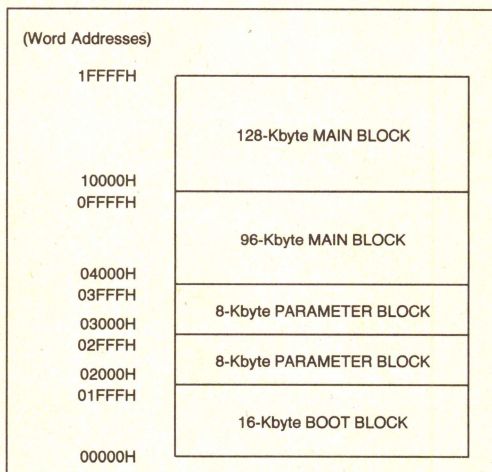 (Word Addresses)
1FFFFH
128-Kbyte MAIN BLOCK
10000H
0FFFFH
96-Kbyte MAIN BLOCK
04000H
03FFFH
8-Kbyte PARAMETER BLOCK
03000H
02FFFH
8-Kbyte PARAMETER BLOCK
02000H
01FFFH
16-Kbyte BOOT BLOCK
00000H